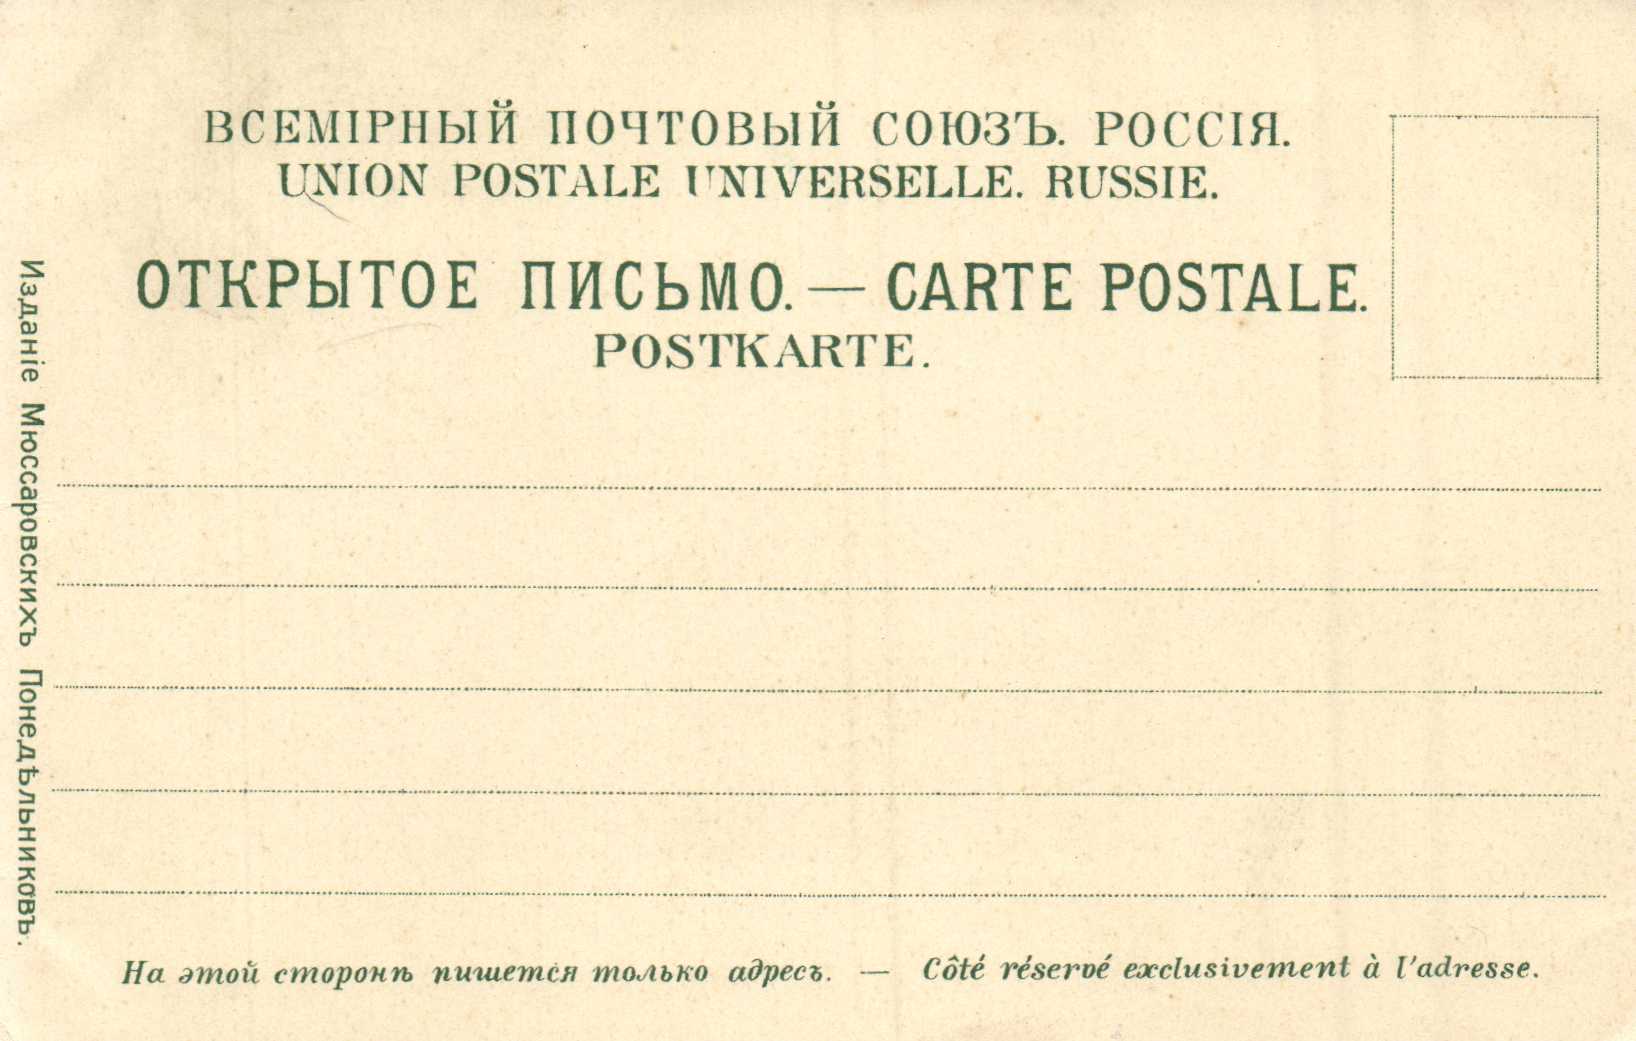 ВСЕМІРНЫЙ ПОЧТОВЫЙ СОЮЗЪ. РОССІЯ.
UNION POSTALE UNIVERSELLE. RUSSIE.
ОТКРЫТОЕ ПИСЬМО. — CARTE POSTALE.
POSTKARTE.
Изданіе Мюссаровскихъ Понедѣльниковъ.
На этой сторонѣ пишется только адресъ. — Côté réservé exclusivement à l'adresse.